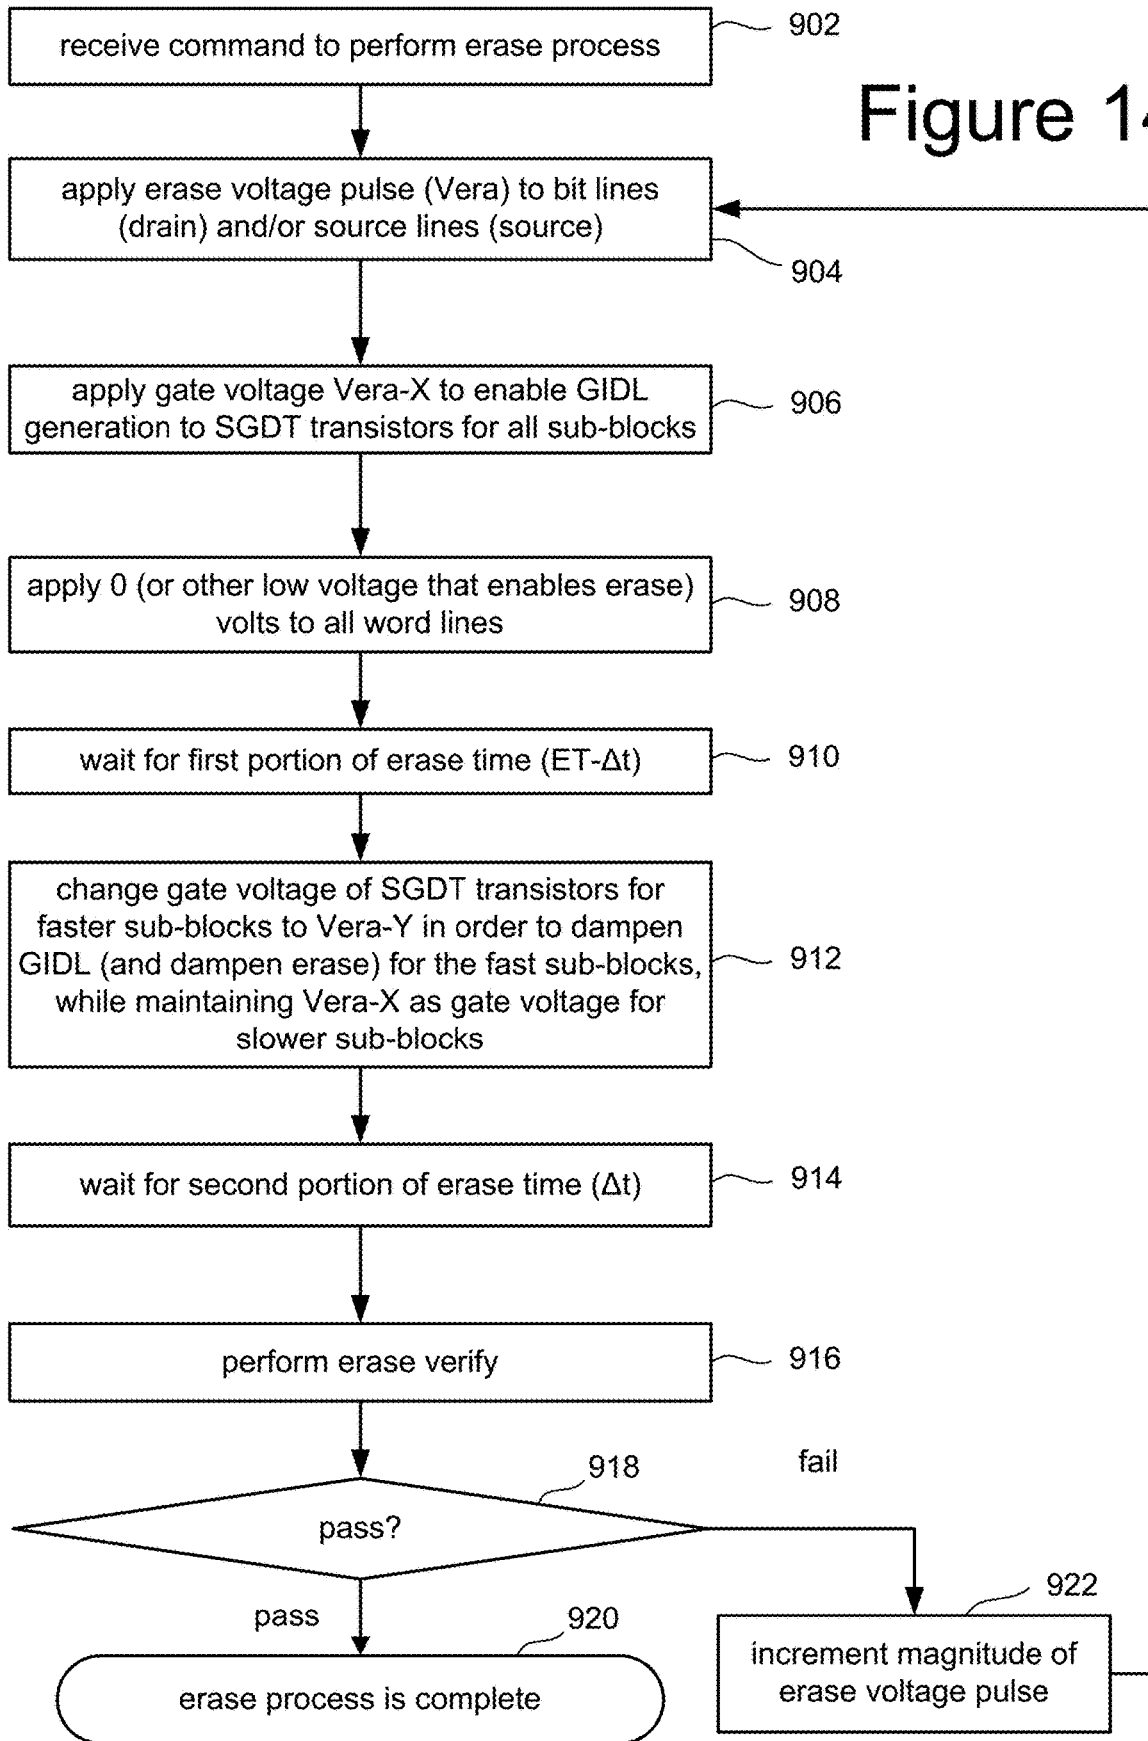 receive command to perform erase process
902
Figure 14
apply erase voltage pulse (Vera) to bit lines
(drain) and/or source lines (source)
904
apply gate voltage Vera-X to enable GIDL
generation to SGDT transistors for all sub-blocks
906
apply 0 (or other low voltage that enables erase)
volts to all word lines
908
wait for first portion of erase time (ET-Δt)
910
change gate voltage of SGDT transistors for
faster sub-blocks to Vera-Y in order to dampen
GIDL (and dampen erase) for the fast sub-blocks,
while maintaining Vera-X as gate voltage for
slower sub-blocks
912
wait for second portion of erase time (Δt)
914
perform erase verify
916
918
fail
pass?
pass
920
922
erase process is complete
increment magnitude of
erase voltage pulse